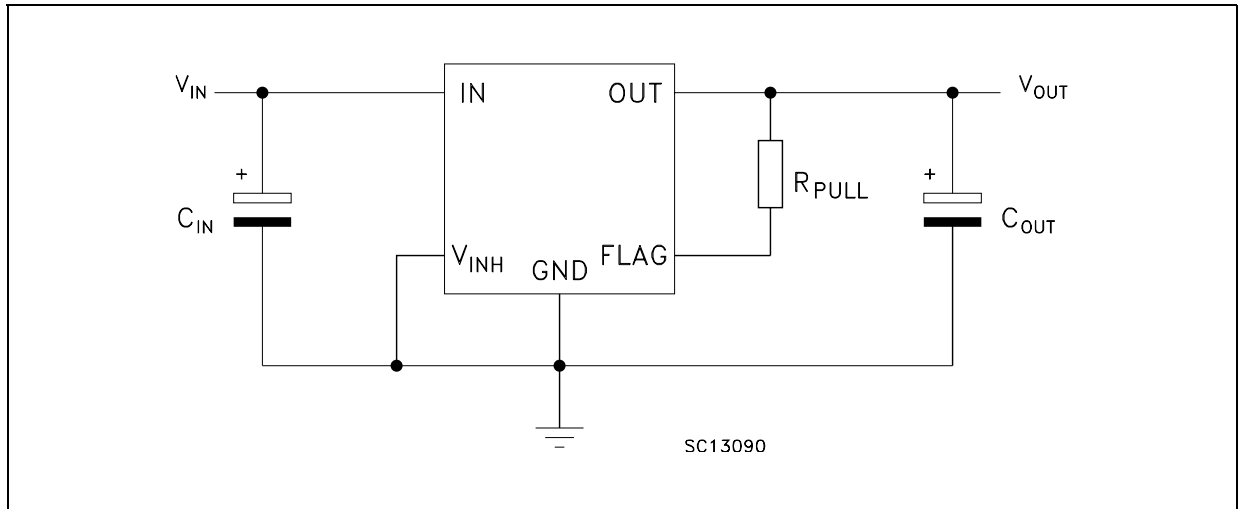 V_IN
IN
OUT
V_OUT
+
C_IN
R_PULL
+
C_OUT
V_INH
GND
FLAG
SC13090